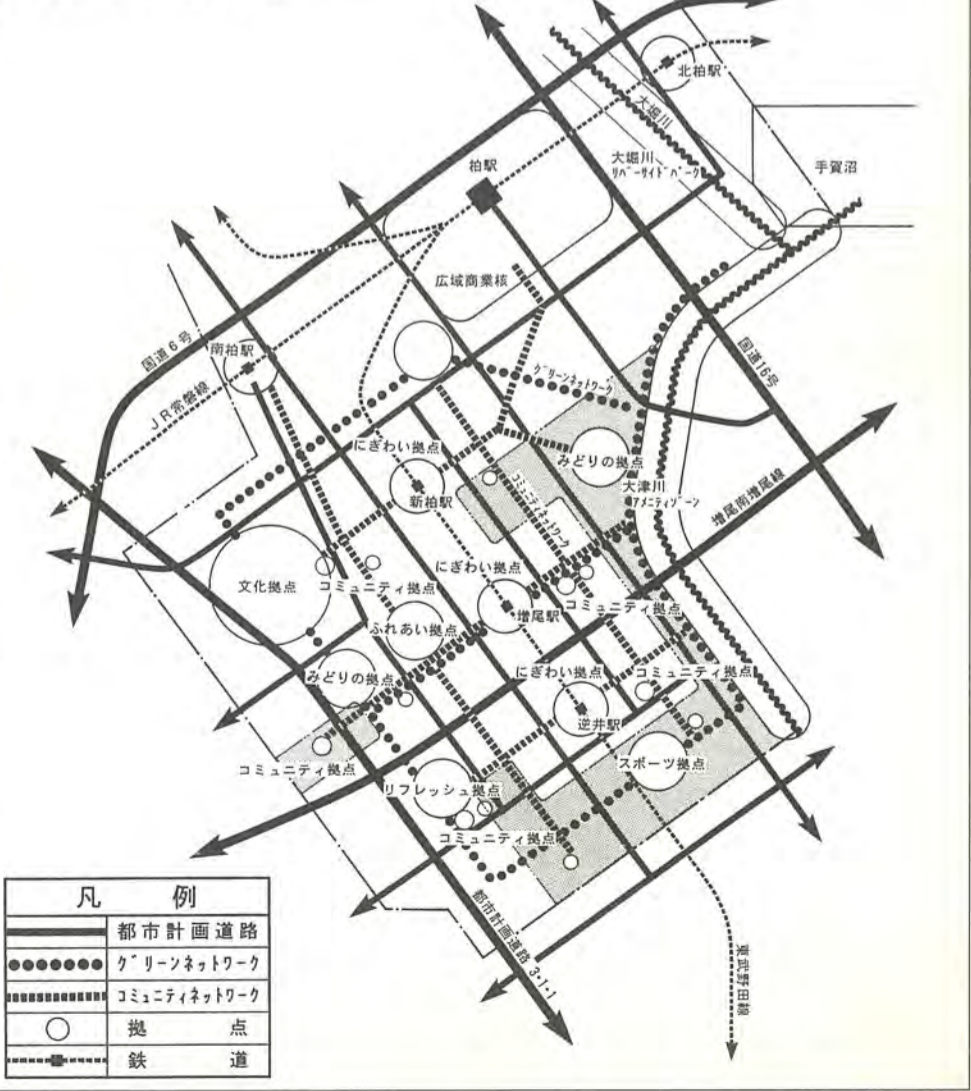 北柏駅
大堀川
大堀川
リバーサイドパーク
手賀沼
柏駅
広域商業核
国道6号
南柏駅
JR常磐線
グリーンネットワーク
国道16号
にぎわい拠点
新柏駅
みどりの拠点
コミュニティネットワーク
大津川
アメニティゾーン
増尾南増尾線
文化拠点
コミュニティ拠点
にぎわい拠点
増尾駅
コミュニティ拠点
ふれあい拠点
みどりの拠点
にぎわい拠点
コミュニティ拠点
逆井駅
コミュニティ拠点
スポーツ拠点
リフレッシュ拠点
コミュニティ拠点
都市計画道路 3・1・1
東武野田線
凡例
都市計画道路
グリーンネットワーク
コミュニティネットワーク
拠点
鉄道